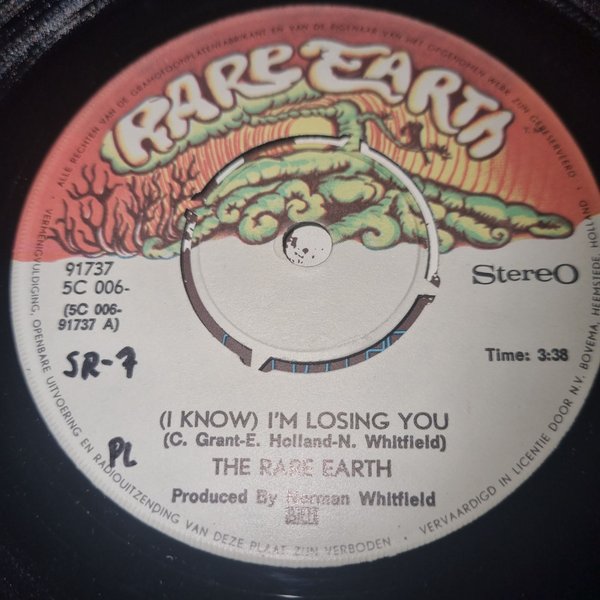 ALLE RECHTEN VAN DE GRAMOFOONPLATENFABRIKANT EN VAN DE EIGENAAR VAN HET OPGENOMEN WERK ZIJN GERESERVEERD
RARE EARTH
91737
5C 006-
(5C 006-
91737 A)
StereO
SR-7
Time: 3:38
(I KNOW) I'M LOSING YOU
(C. Grant-E. Holland-N. Whitfield)
PL
THE RARE EARTH
Produced By Norman Whitfield
VERMENIGVULDIGING, OPENBARE UITVOERING EN RADIOUITZENDING VAN DEZE PLAAT ZIJN VERBODEN
VERVAARDIGD IN LICENTIE DOOR N.V. BOVEMA, HEEMSTEDE, HOLLAND